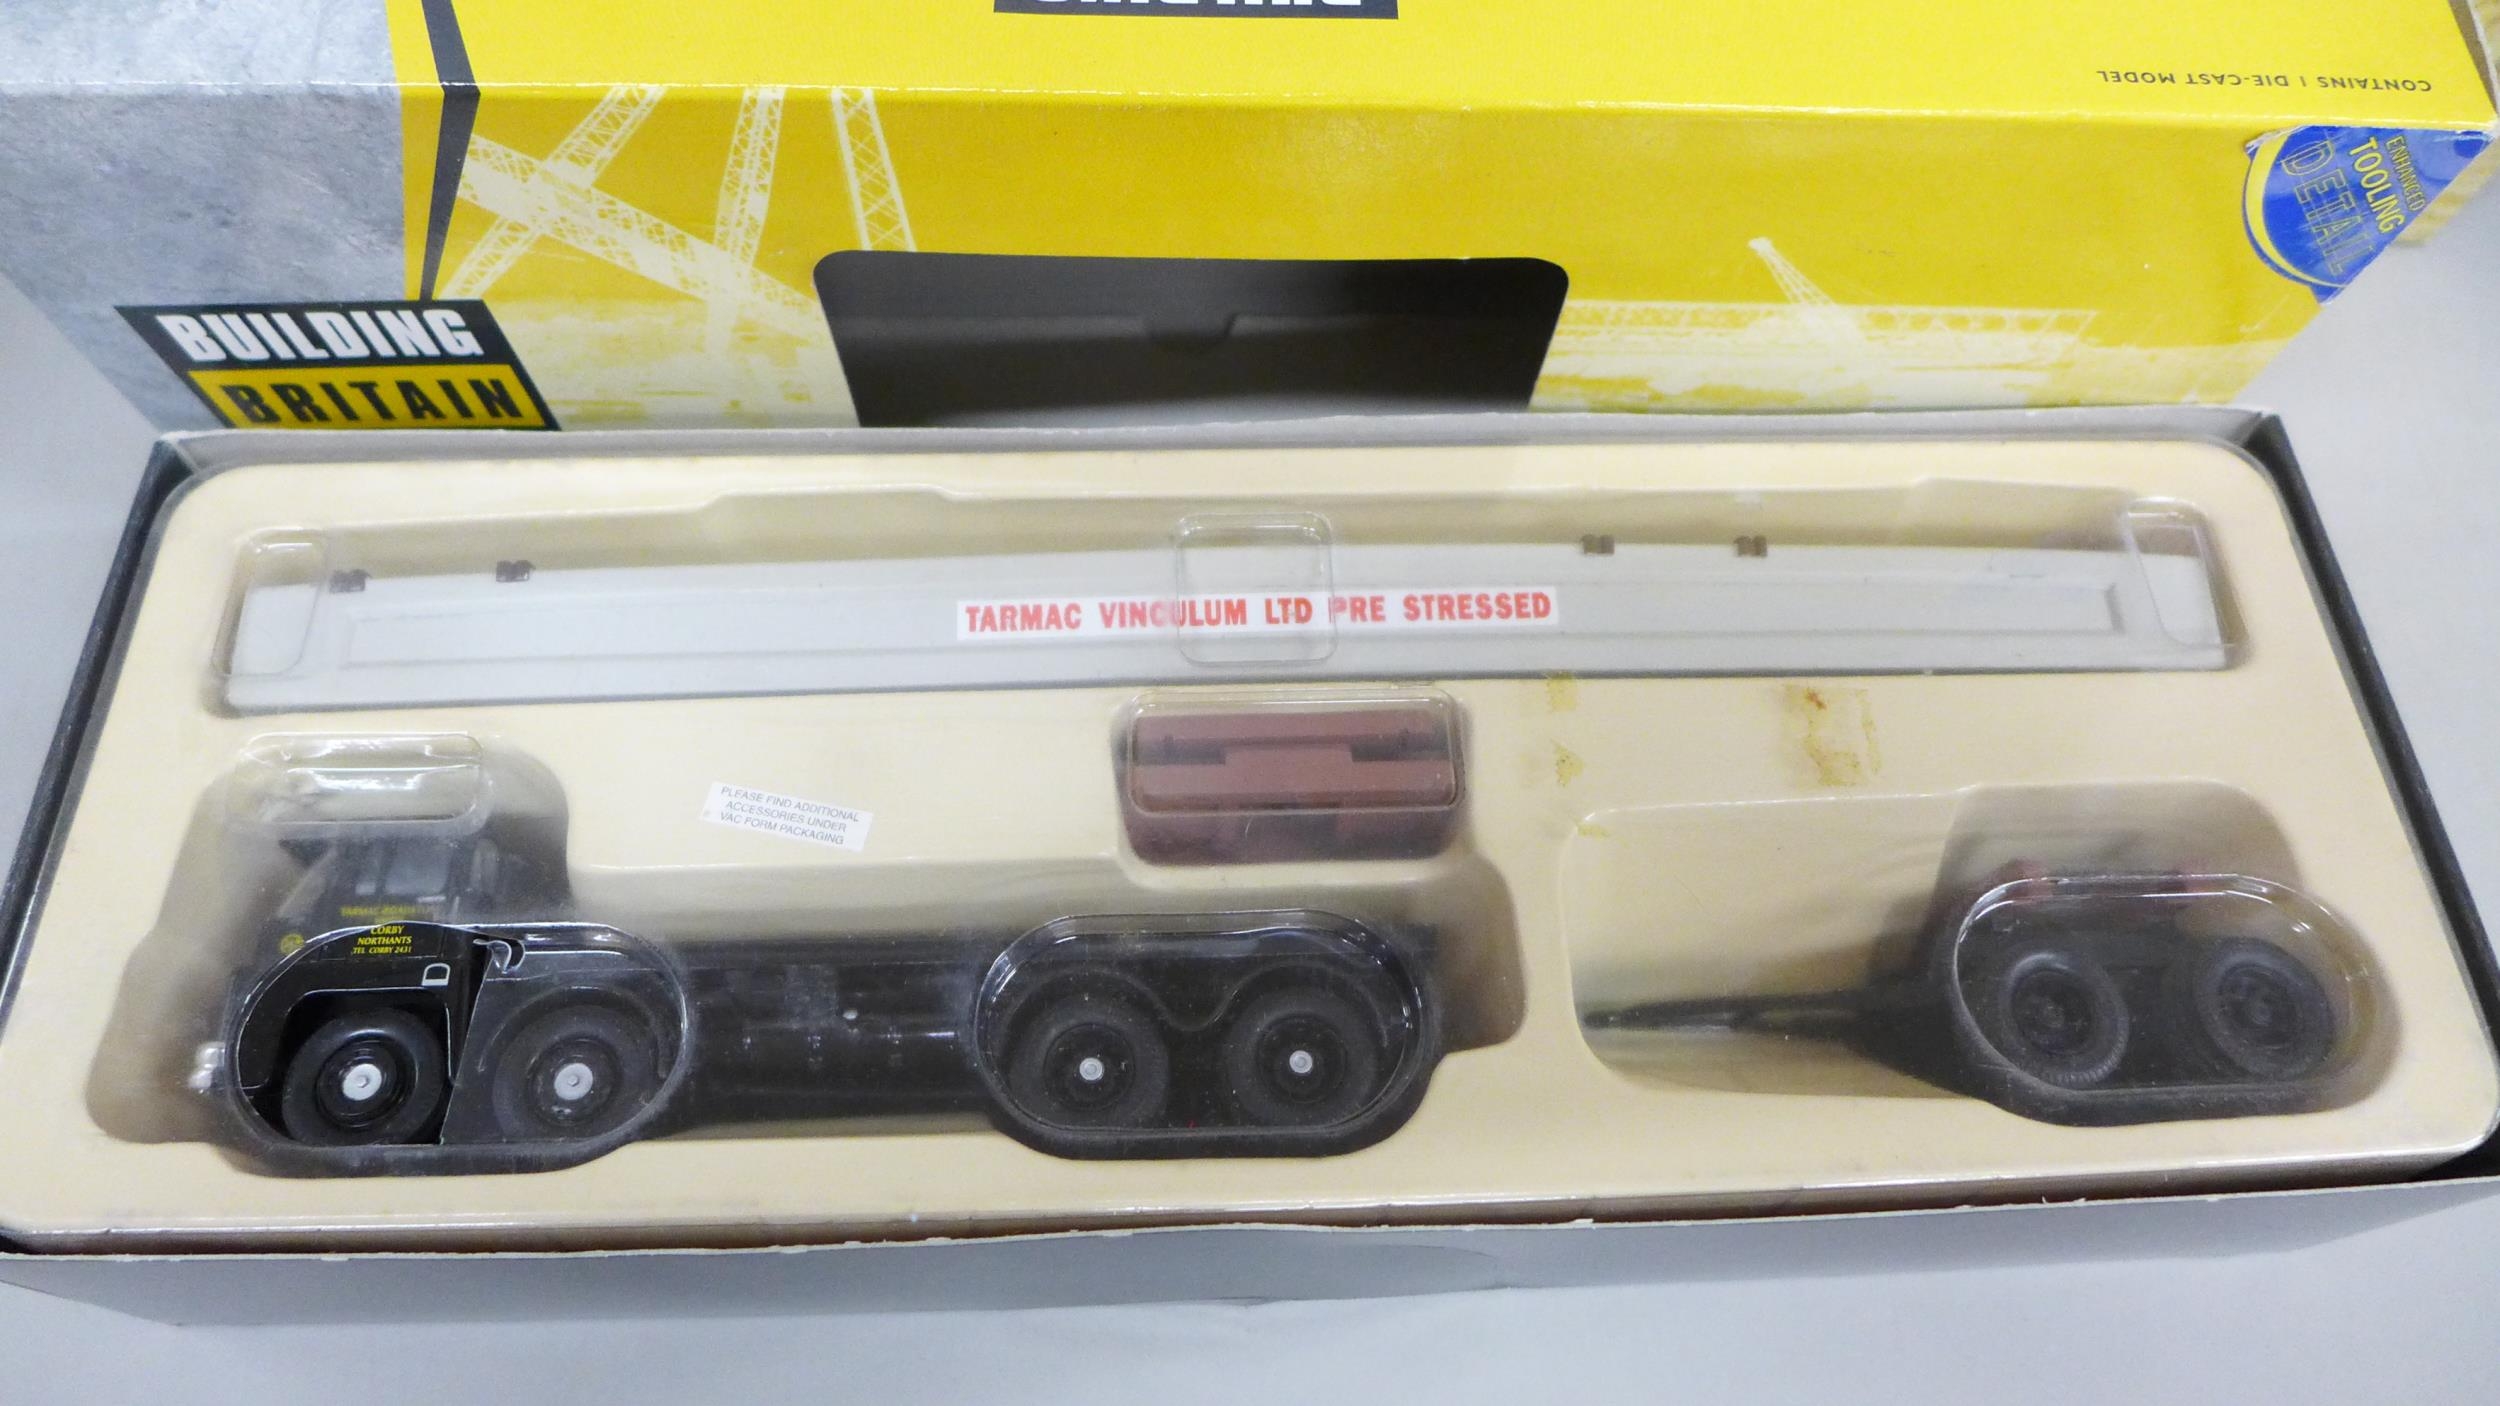 CONTAINS 1 DIE-CAST MODEL
ENHANCED
TOOLING
DETAIL
BUILDING
BRITAIN
TARMAC VINCULUM LTD PRE STRESSED
PLEASE FIND ADDITIONAL
ACCESSORIES UNDER
VAC FORM PACKAGING
CORBY
NORTHANTS
TEL CORBY 2431
D